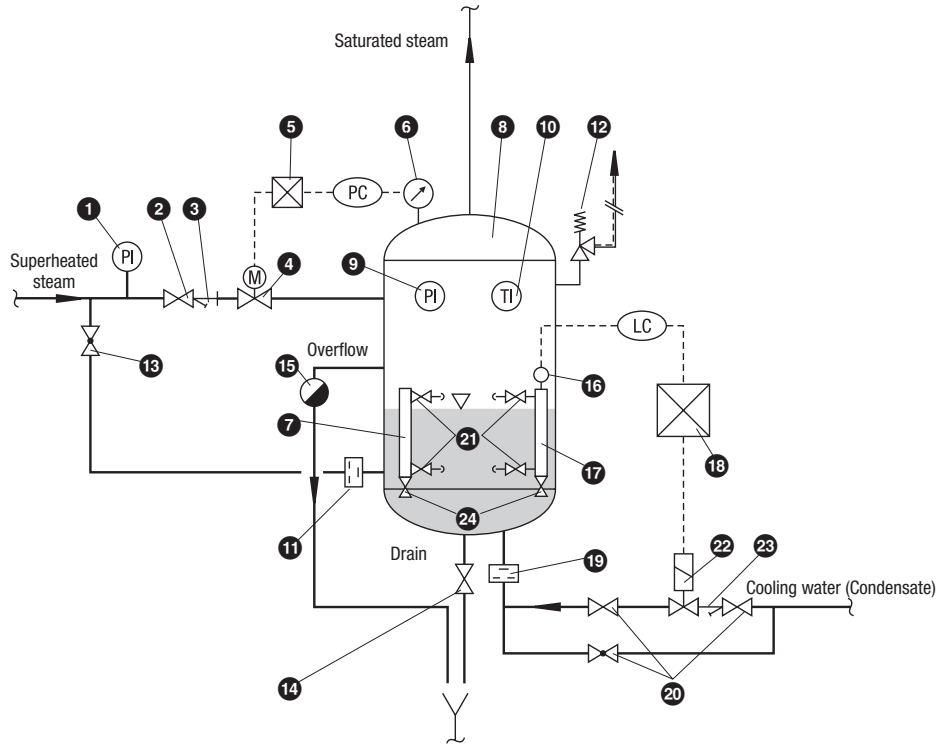 Saturated steam
5
6
8
10
12
PC
1
2
3
PI
M
4
9
PI
TI
Superheated
steam
LC
13
Overflow
15
16
7
21
17
18
11
24
Drain
19
22
23
Cooling water (Condensate)
14
20